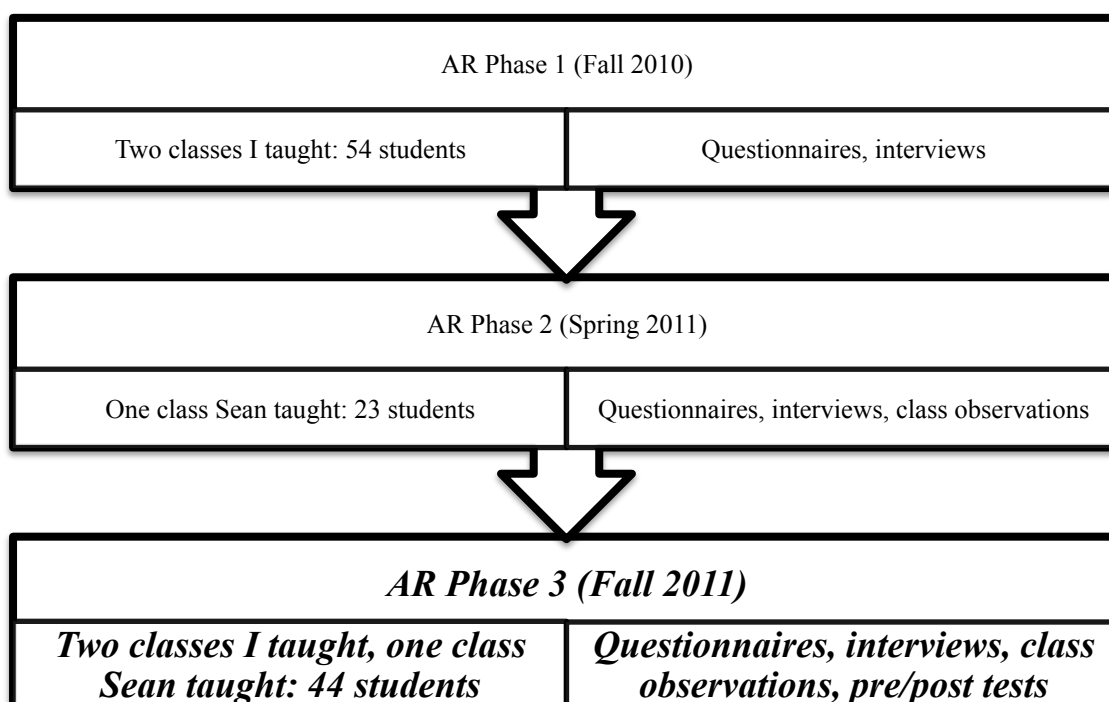 AR Phase 1 (Fall 2010)
Two classes I taught: 54 students
Questionnaires, interviews
AR Phase 2 (Spring 2011)
One class Sean taught: 23 students
Questionnaires, interviews, class observations
AR Phase 3 (Fall 2011)
Two classes I taught, one class
Sean taught: 44 students
Questionnaires, interviews, class
observations, pre/post tests